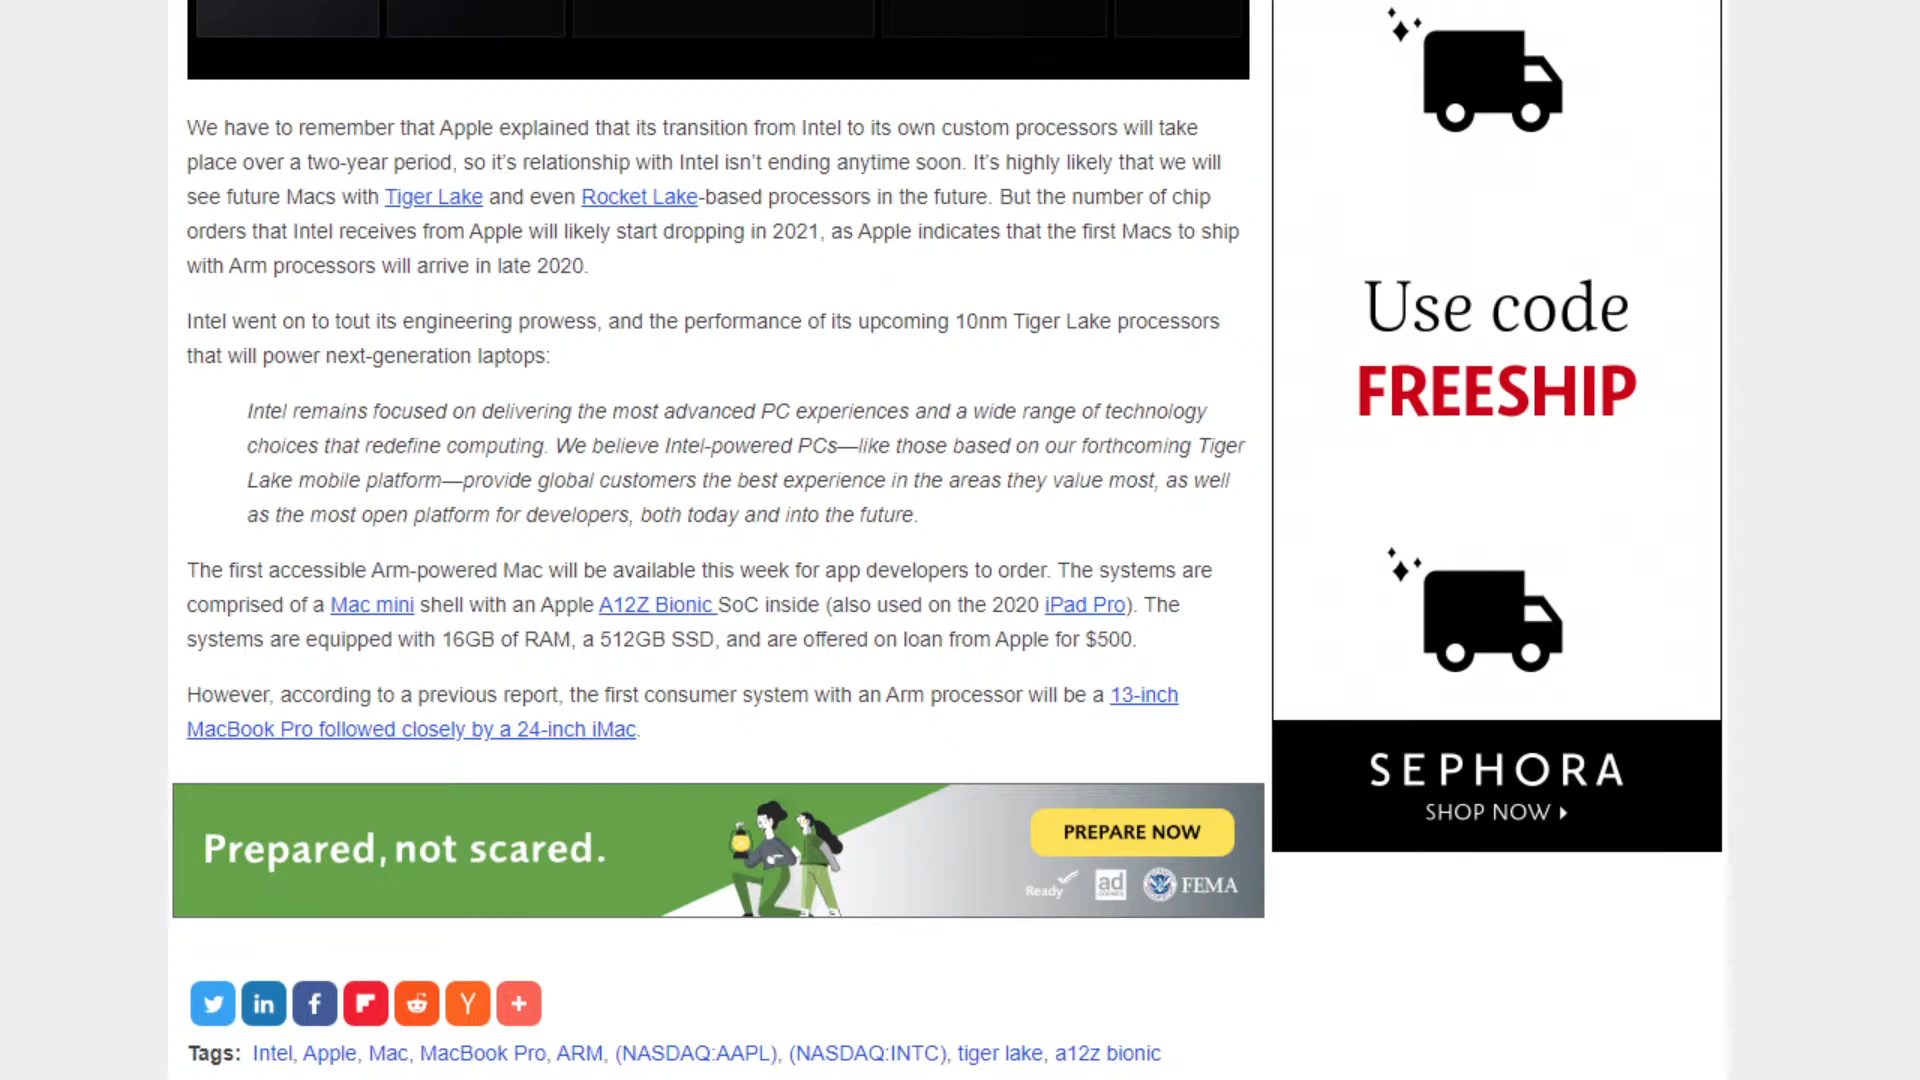 We have to remember that Apple explained that its transition from Intel to its own custom processors will take
place over a two-year period, so it’s relationship with Intel isn’t ending anytime soon. It’s highly likely that we will
see future Macs with Tiger Lake and even Rocket Lake-based processors in the future. But the number of chip
orders that Intel receives from Apple will likely start dropping in 2021, as Apple indicates that the first Macs to ship
with Arm processors will arrive in late 2020.
Intel went on to tout its engineering prowess, and the performance of its upcoming 10nm Tiger Lake processors
that will power next-generation laptops:
Intel remains focused on delivering the most advanced PC experiences and a wide range of technology
choices that redefine computing. We believe Intel-powered PCs—like those based on our forthcoming Tiger
Lake mobile platform—provide global customers the best experience in the areas they value most, as well
as the most open platform for developers, both today and into the future.
The first accessible Arm-powered Mac will be available this week for app developers to order. The systems are
comprised of a Mac mini shell with an Apple A12Z Bionic SoC inside (also used on the 2020 iPad Pro). The
systems are equipped with 16GB of RAM, a 512GB SSD, and are offered on loan from Apple for $500.
However, according to a previous report, the first consumer system with an Arm processor will be a 13-inch
MacBook Pro followed closely by a 24-inch iMac.
Prepared, not scared.
PREPARE NOW
Ready
ad
COUNCIL
FEMA
Tags: Intel, Apple, Mac, MacBook Pro, ARM, (NASDAQ:AAPL), (NASDAQ:INTC), tiger lake, a12z bionic
Use code
FREESHIP
SEPHORA
SHOP NOW